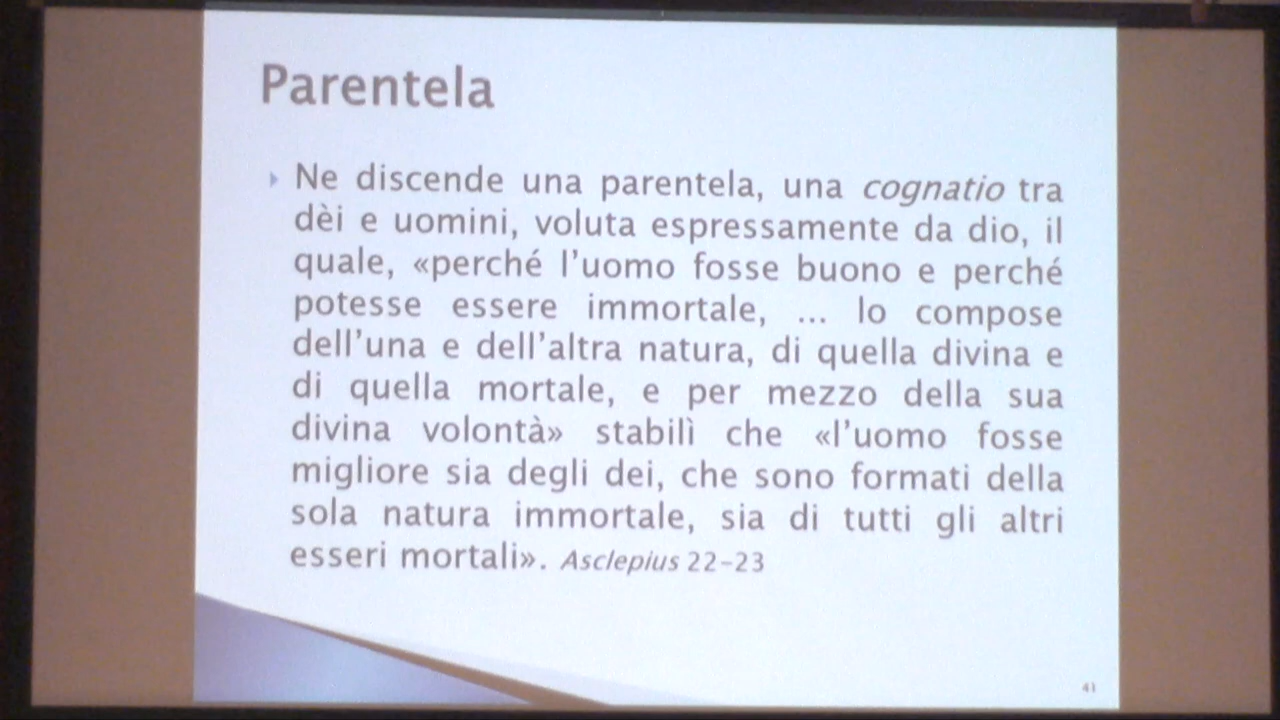 Parentela
Ne discende una parentela, una cognatio tra
dèi e uomini, voluta espressamente da dio, il
quale, «perché l'uomo fosse buono e perché
potesse essere immortale, ... lo compose
dell'una e dell'altra natura, di quella divina e
di quella mortale, e per mezzo della sua
divina volontà» stabilì che «l'uomo fosse
migliore sia degli dei, che sono formati della
sola natura immortale, sia di tutti gli altri
esseri mortali». Asclepius 22-23
41